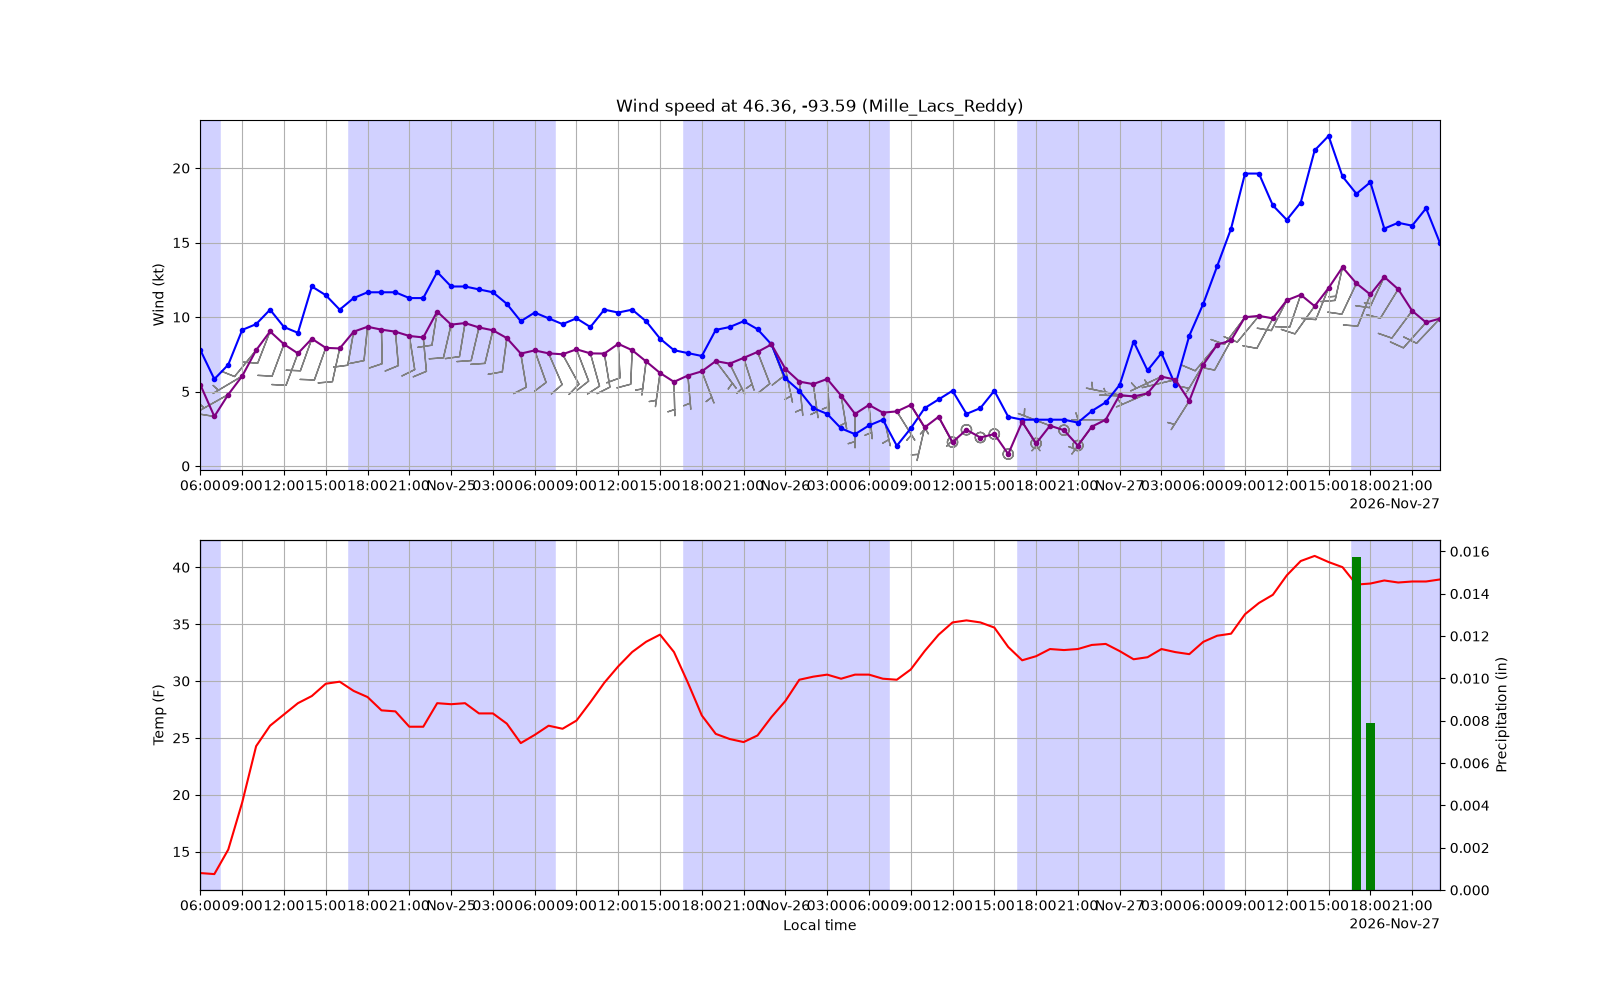 Wind speed at 46.36, -93.59 (Mille_Lacs_Reddy)
20
15
10
5
0
Wind (kt)
06:00 09:00 12:00 15:00 18:00 21:00 Nov-25 03:00 06:00 09:00 12:00 15:00 18:00 21:00 Nov-26 03:00 06:00 09:00 12:00 15:00 18:00 21:00 Nov-27 03:00 06:00 09:00 12:00 15:00 18:00 21:00
2026-Nov-27
40
35
30
25
20
15
Temp (F)
0.016
0.014
0.012
0.010
0.008
0.006
0.004
0.002
0.000
Precipitation (in)
06:00 09:00 12:00 15:00 18:00 21:00 Nov-25 03:00 06:00 09:00 12:00 15:00 18:00 21:00 Nov-26 03:00 06:00 09:00 12:00 15:00 18:00 21:00 Nov-27 03:00 06:00 09:00 12:00 15:00 18:00 21:00
Local time
2026-Nov-27